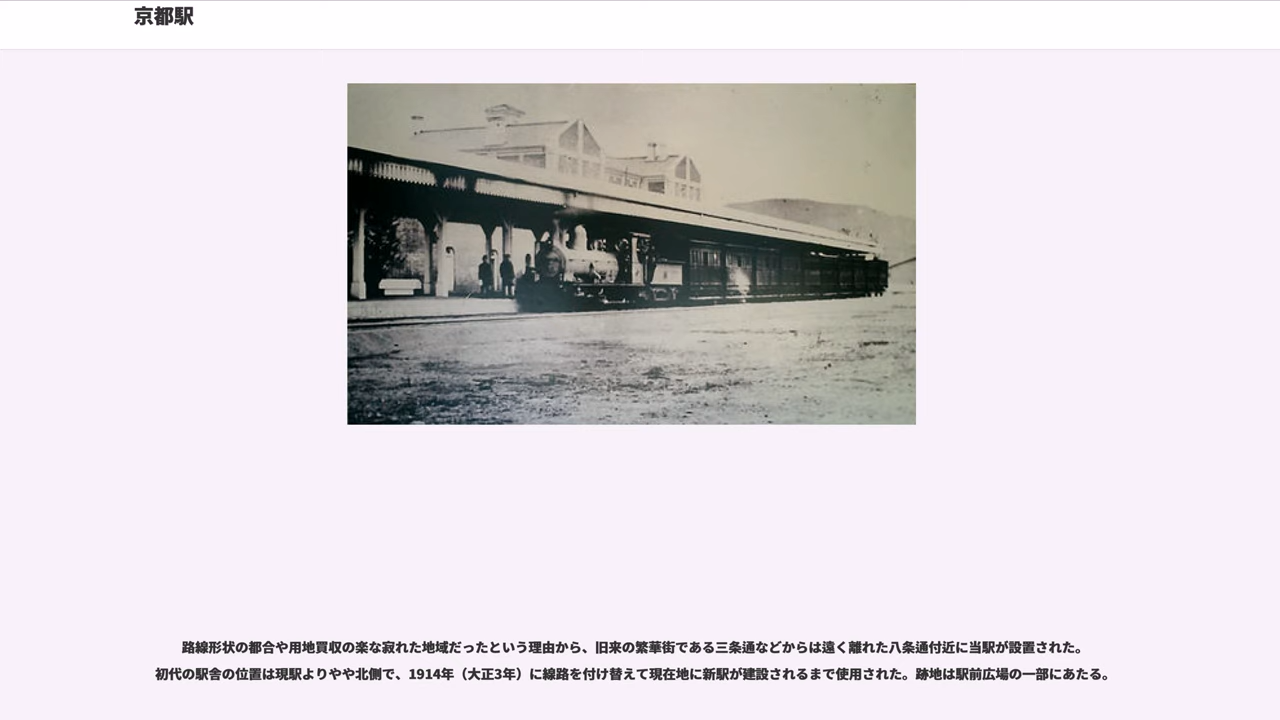 京都駅
路線形状の都合や用地買収の楽な寂れた地域だったという理由から、旧来の繁華街である三条通などからは遠く離れた八条通付近に当駅が設置された。
初代の駅舎の位置は現駅よりやや北側で、1914年（大正3年）に線路を付け替えて現在地に新駅が建設されるまで使用された。跡地は駅前広場の一部にあたる。